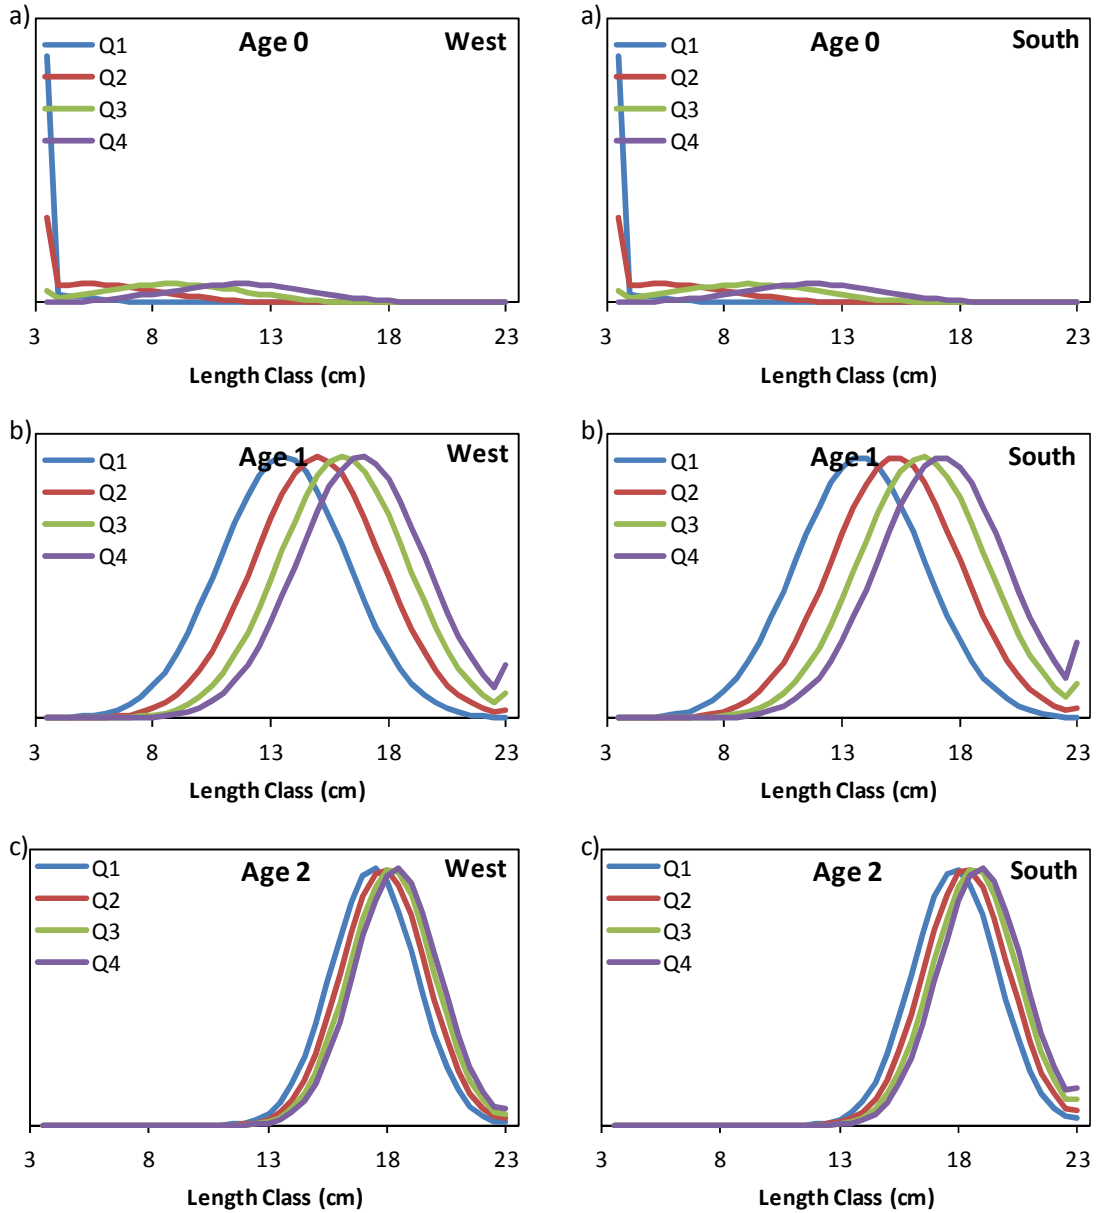 a)
Age 0
West
Q1
Q2
Q3
Q4
3 8 13 18 23
Length Class (cm)
Age 0
South
Q1
Q2
Q3
Q4
3 8 13 18 23
Length Class (cm)
a)
b)
Age 1
West
Q1
Q2
Q3
Q4
3 8 13 18 23
Length Class (cm)
b)
Age 1
South
Q1
Q2
Q3
Q4
3 8 13 18 23
Length Class (cm)
c)
Age 2
West
Q1
Q2
Q3
Q4
3 8 13 18 23
Length Class (cm)
c)
Age 2
South
Q1
Q2
Q3
Q4
3 8 13 18 23
Length Class (cm)